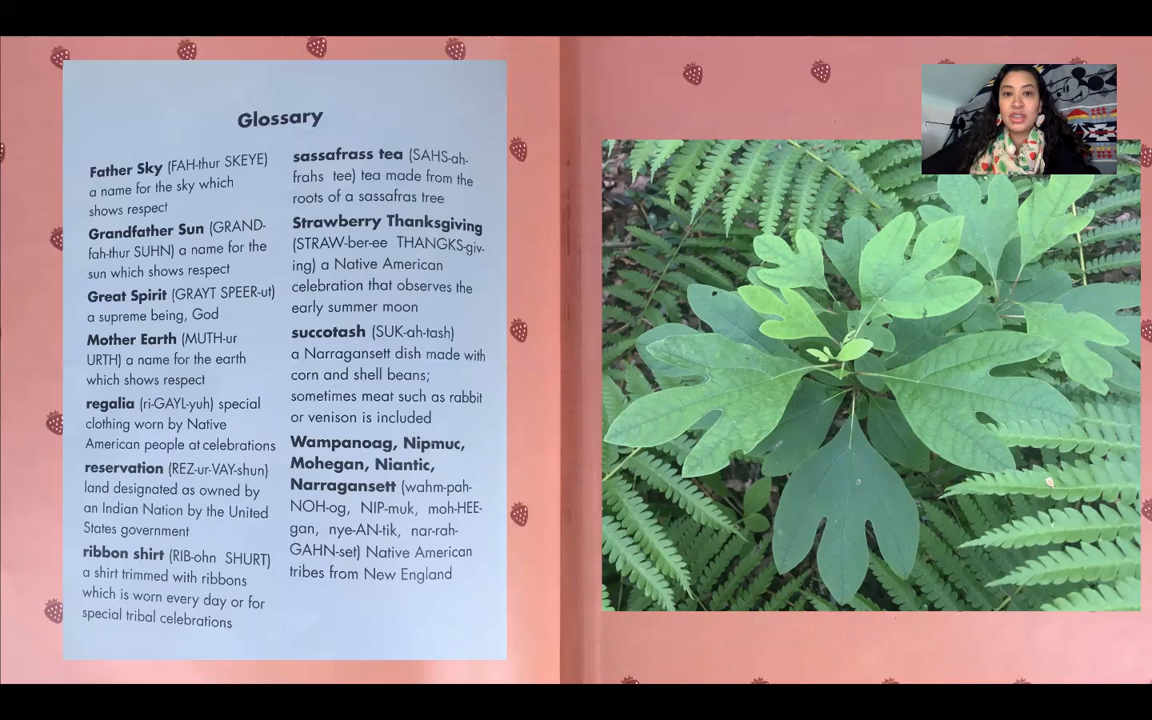 Glossary
Father Sky (FAH-thur SKEYE)
a name for the sky which
shows respect
Grandfather Sun (GRAND-
fah-thur SUHN) a name for the
sun which shows respect
Great Spirit (GRAYT SPEER-ut)
a supreme being, God
Mother Earth (MUTH-ur
URTH) a name for the earth
which shows respect
regalia (ri-GAYL-yuh) special
clothing worn by Native
American people at celebrations
reservation (REZ-ur-VAY-shun)
land designated as owned by
an Indian Nation by the United
States government
ribbon shirt (RIB-ohn SHURT)
a shirt trimmed with ribbons
which is worn every day or for
special tribal celebrations
sassafrass tea (SAHS-ah-
frahs tee) tea made from the
roots of a sassafras tree
Strawberry Thanksgiving
(STRAW-ber-ee THANGKS-giv-
ing) a Native American
celebration that observes the
early summer moon
succotash (SUK-ah-tash)
a Narragansett dish made with
corn and shell beans;
sometimes meat such as rabbit
or venison is included
Wampanoag, Nipmuc,
Mohegan, Niantic,
Narragansett (wahm-pah-
NOH-og, NIP-muk, moh-HEE-
gan, nye-AN-tik, nar-rah-
GAHN-set) Native American
tribes from New England